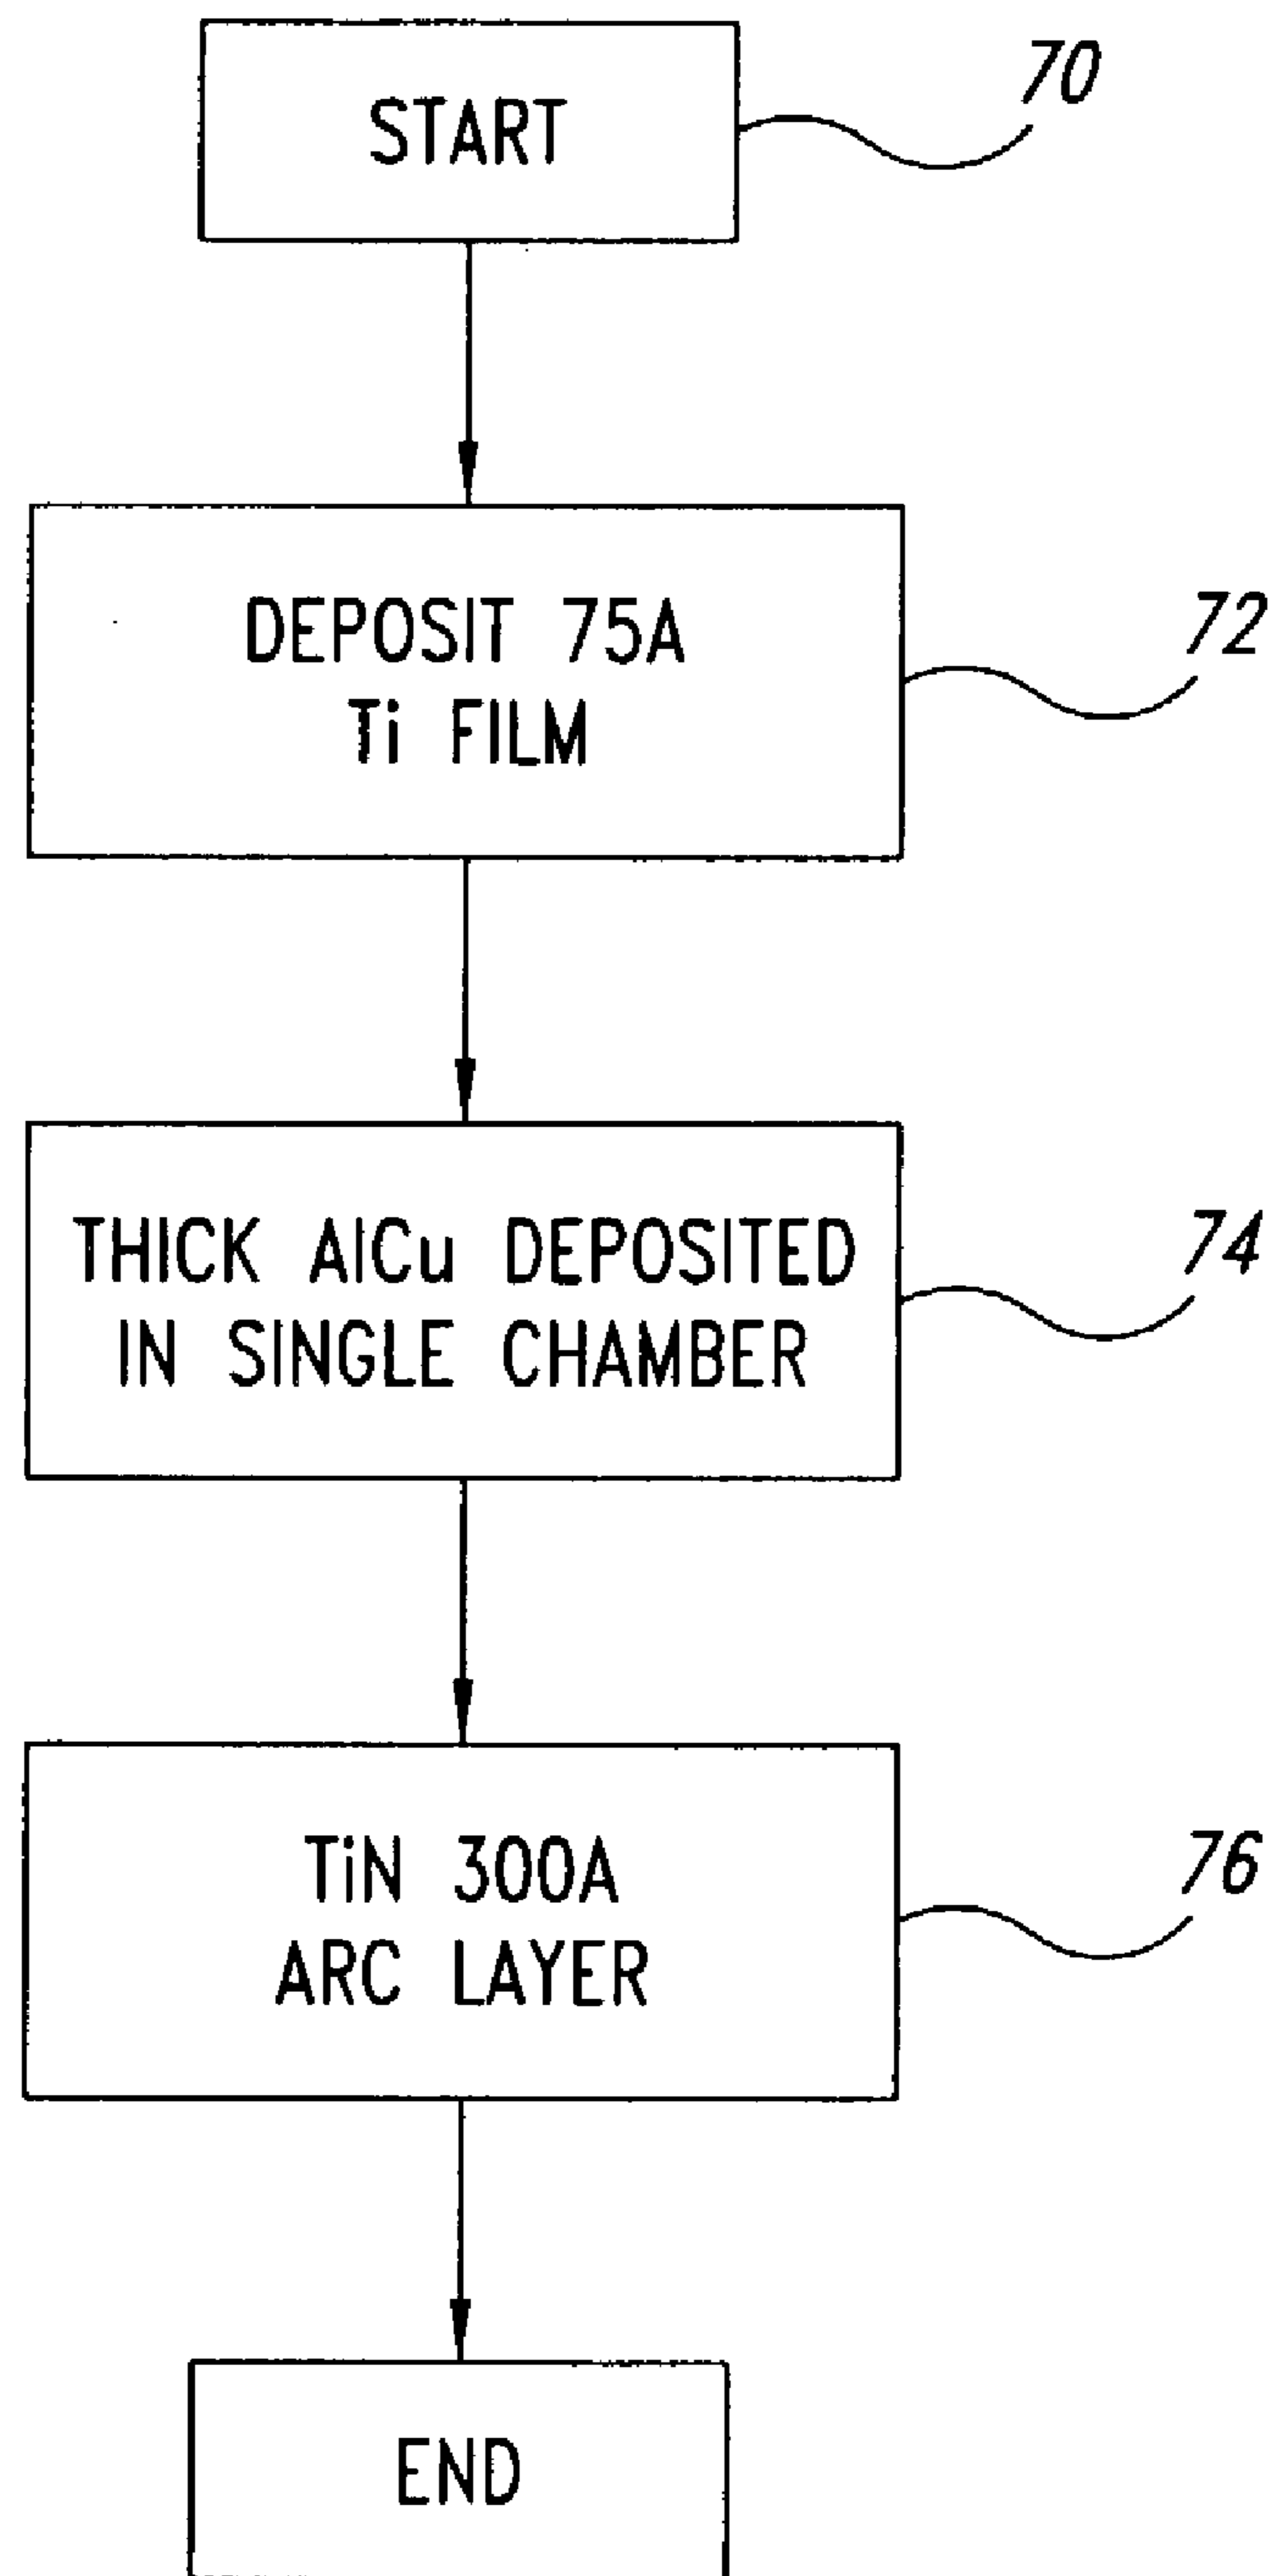 START
70
DEPOSIT 75A
Ti FILM
72
THICK AlCu DEPOSITED
IN SINGLE CHAMBER
74
TiN 300A
ARC LAYER
76
END